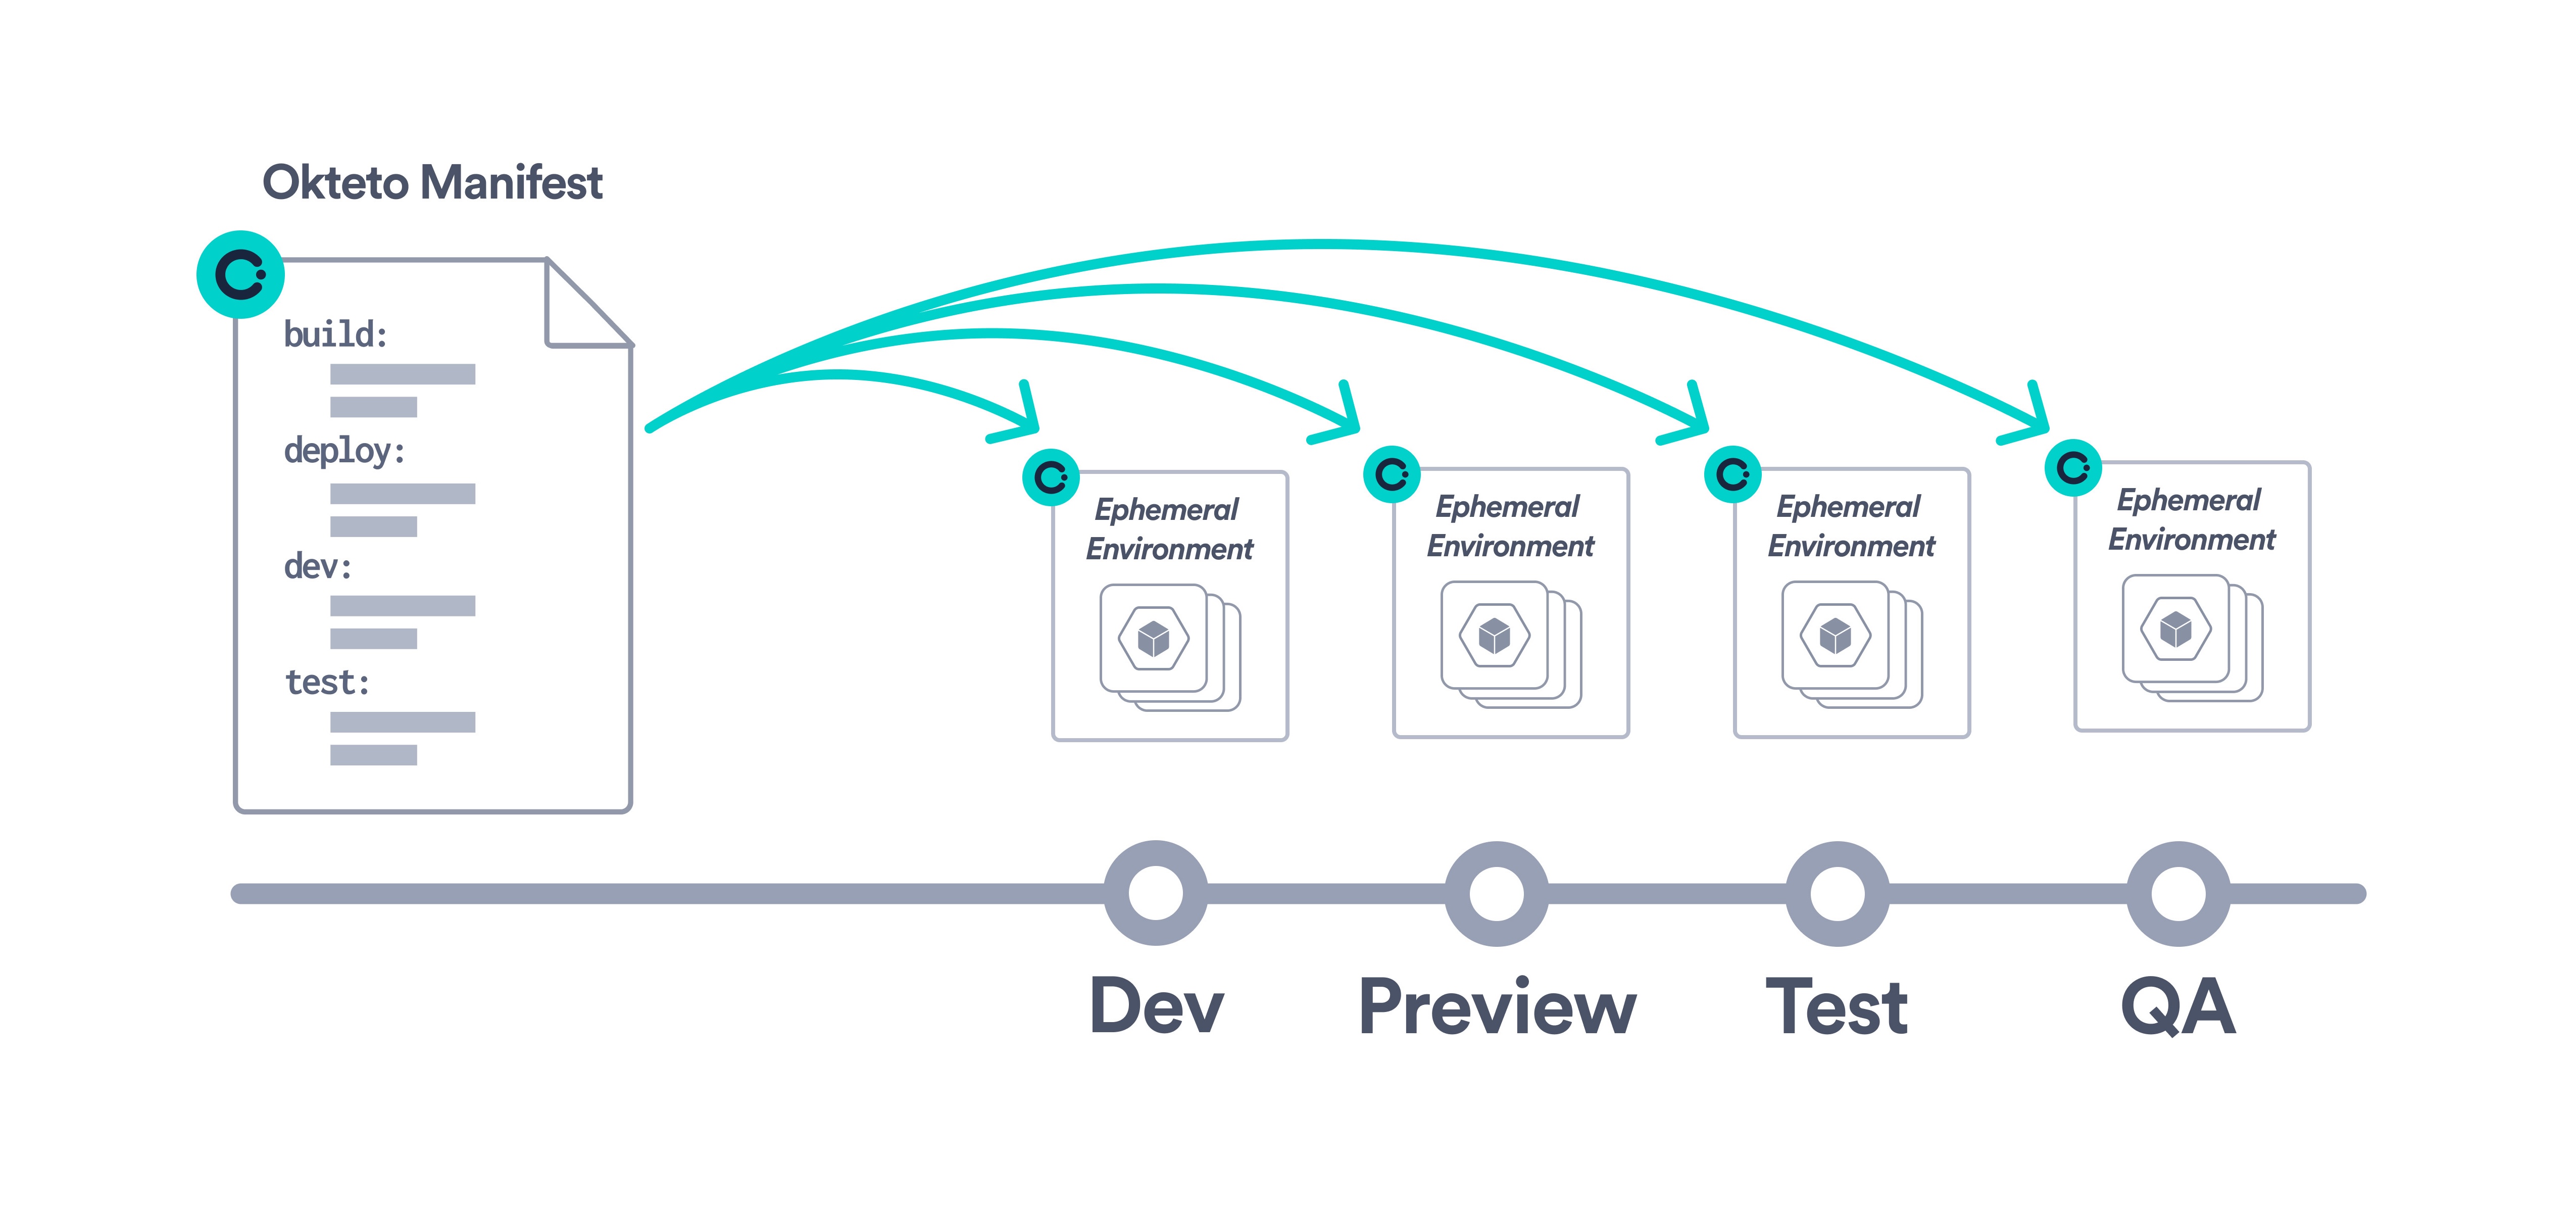 Okteto Manifest
build:
deploy:
dev:
test:
Ephemeral
Environment
Ephemeral
Environment
Ephemeral
Environment
Ephemeral
Environment
Dev
Preview
Test
QA